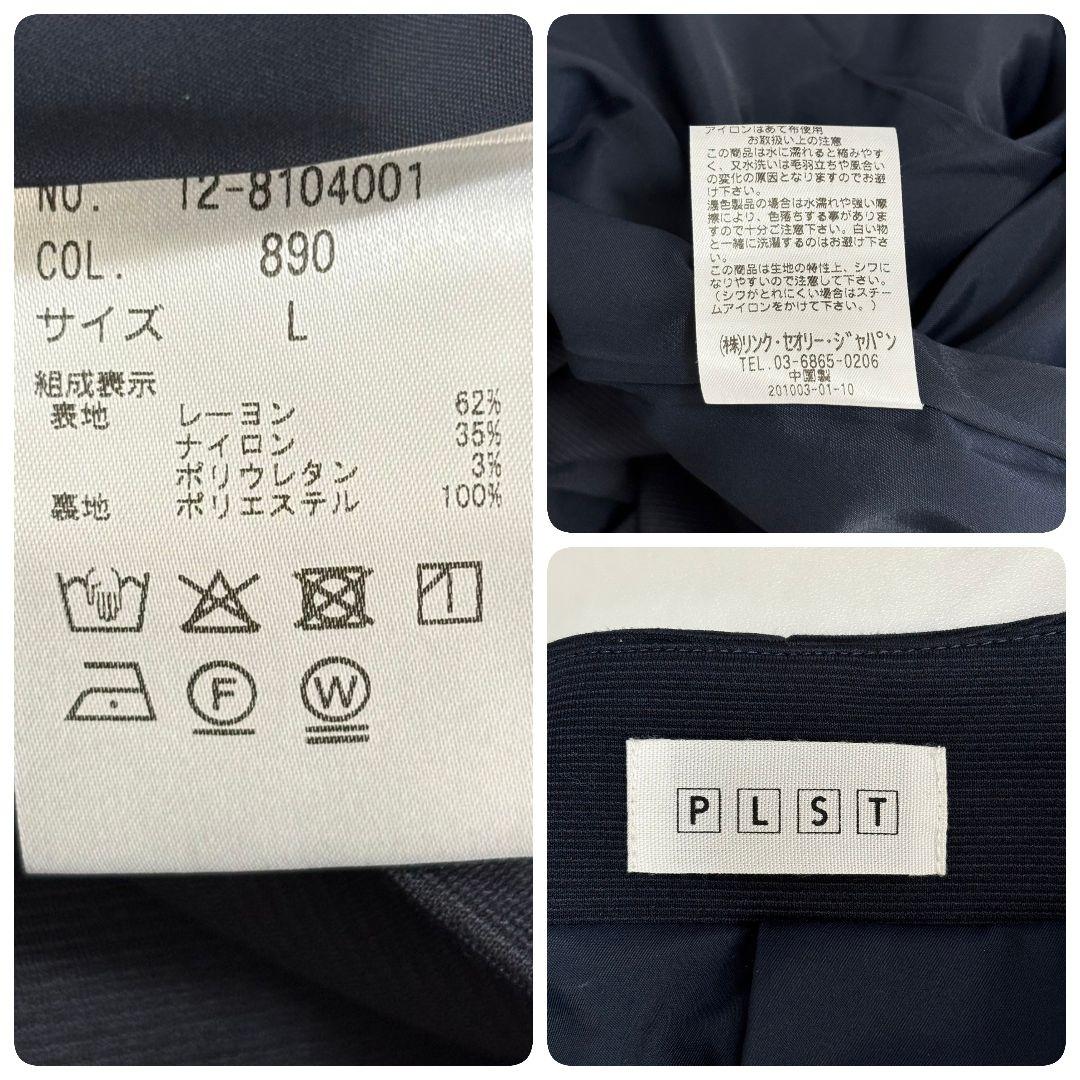 NO. 12-8104001
COL. 890
サイズ L
組成表示
表地 レーヨン 62%
ナイロン 35%
ポリウレタン 3%
裏地 ポリエステル 100%
F W
アイロンはあて布使用
お取扱い上の注意
この商品は水に濡れると縮みやす
く、又水洗いは毛羽立ちや風合い
の変化の原因となりますのでお避
け下さい。
濃色製品の場合は水濡れや強い摩
擦により、色落ちする事がありま
すので十分ご注意下さい。白い物
と一緒に洗濯するのはお避け下さ
い。
この商品は生地の特性上、シワに
なりやすいので注意して下さい。
(シワがとれにくい場合はスチー
ムアイロンをかけて下さい。)
(株)リンク・セオリー・ジャパン
TEL.03-6865-0206
中国製
201003-01-10
PLST